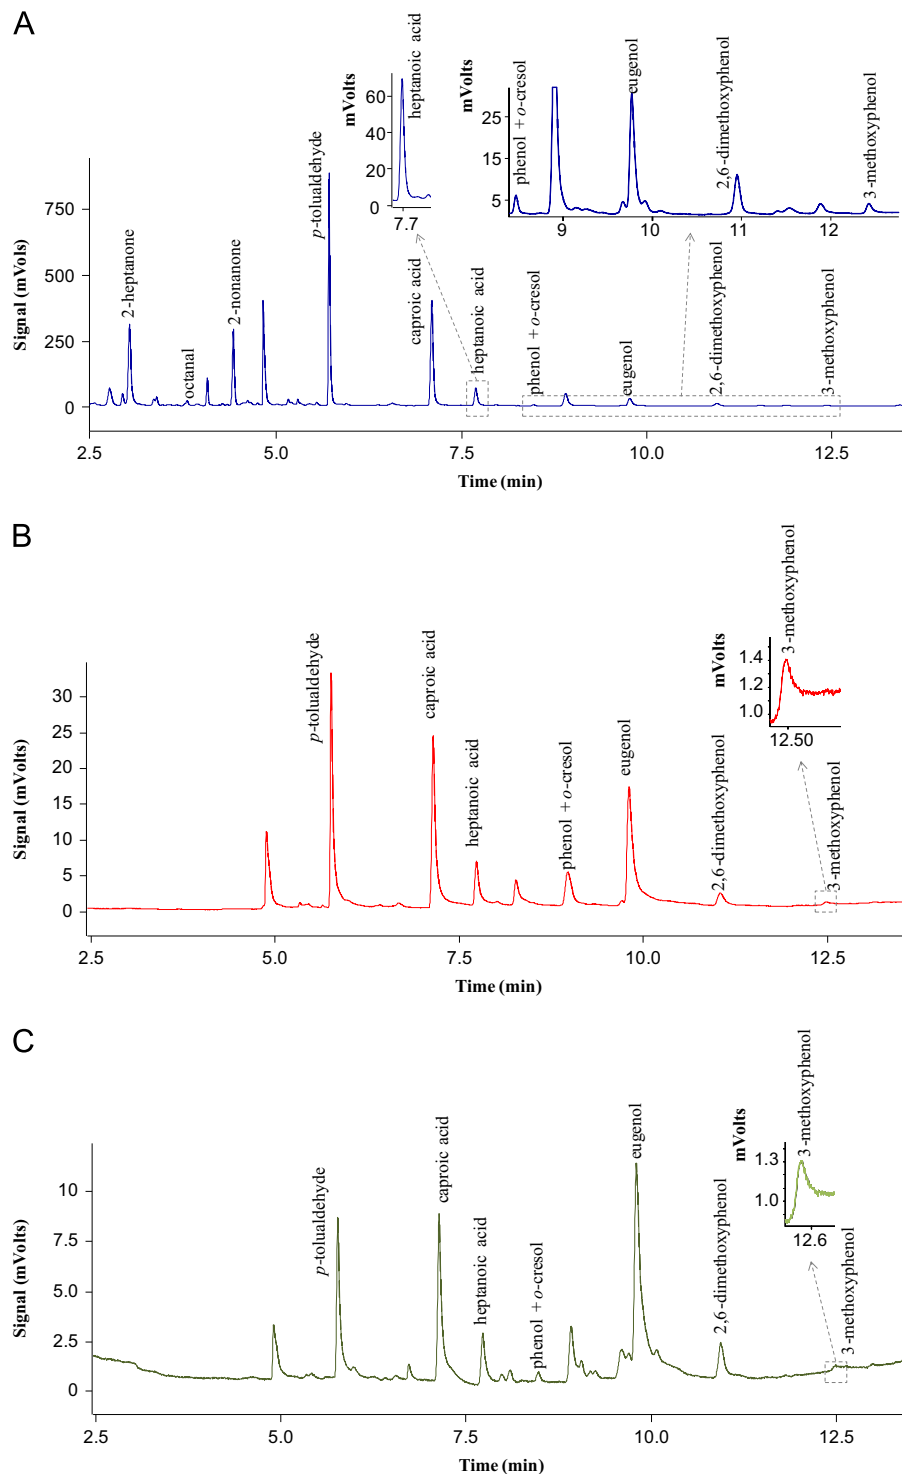 A
mVolts
60
40
20
0
7.7
heptanoic acid
mVolts
25
15
5
9
10
11
12
phenol + o-cresol
eugenol
2,6-dimethoxyphenol
3-methoxyphenol
Signal (mVols)
750
500
250
0
2-heptanone
octanal
2-nonanone
p-tolualdehyde
caproic acid
heptanoic acid
phenol + o-cresol
eugenol
2,6-dimethoxyphenol
3-methoxyphenol
2.5
5.0
7.5
10.0
12.5
Time (min)
B
Signal (mVolts)
30
25
20
15
10
5
0
p-tolualdehyde
caproic acid
heptanoic acid
phenol + o-cresol
eugenol
2,6-dimethoxyphenol
3-methoxyphenol
mVolts
1.4
1.2
1.0
12.50
3-methoxyphenol
2.5
5.0
7.5
10.0
12.5
Time (min)
C
Signal (mVolts)
10
7.5
5.0
2.5
0
p-tolualdehyde
caproic acid
heptanoic acid
phenol + o-cresol
eugenol
2,6-dimethoxyphenol
3-methoxyphenol
mVolts
1.3
1.0
12.6
3-methoxyphenol
2.5
5.0
7.5
10.0
12.5
Time (min)